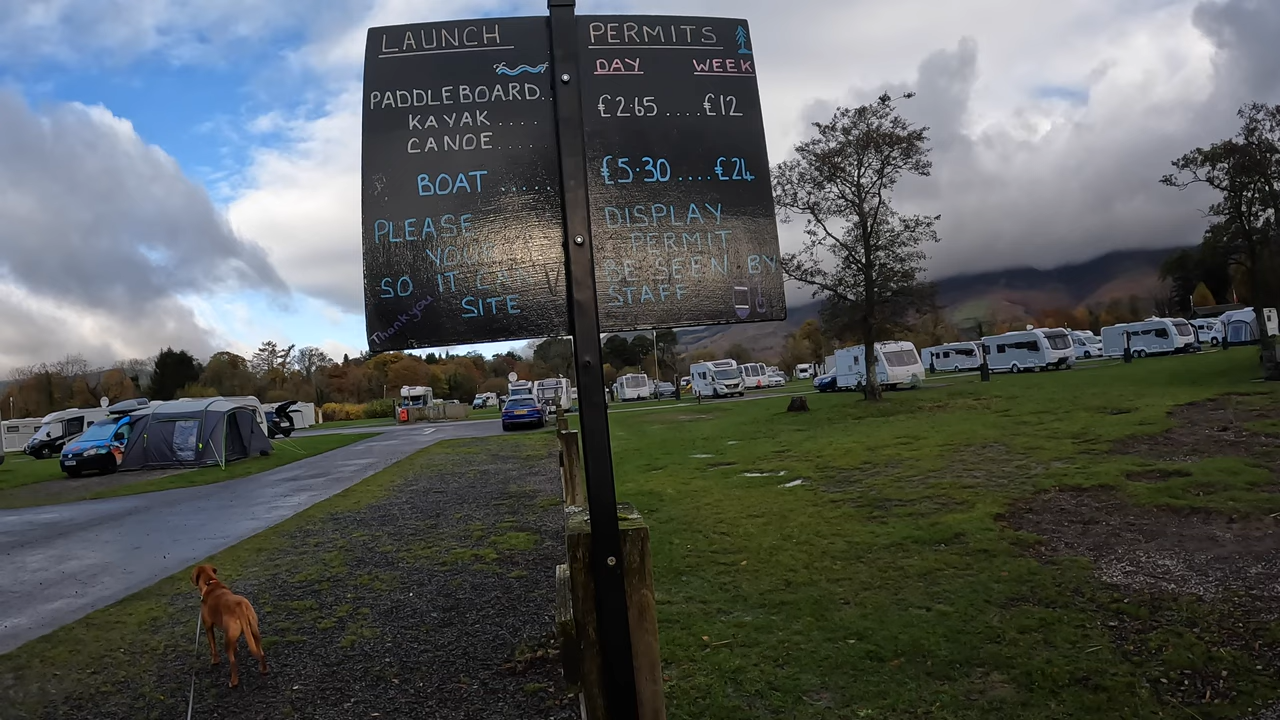 LAUNCH PERMITS
DAY WEEK
PADDLEBOARD..
KAYAK..... £2.65....£12
CANOE.....
BOAT ..... £5.30....£24
PLEASE DISPLAY
YOUR PERMIT
SO IT CAN BE SEEN BY
SITE STAFF
Thankyou